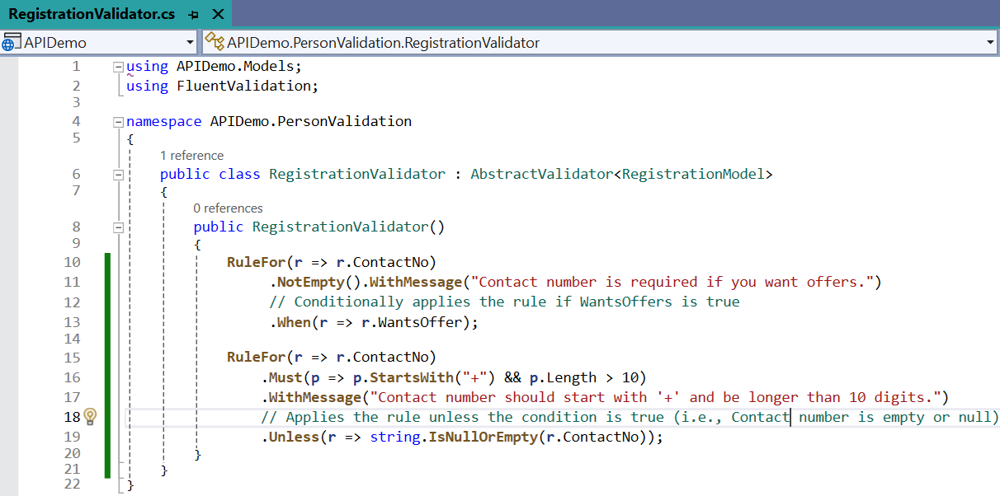 RegistrationValidator.cs
APIDemo APIDemo.PersonValidation.RegistrationValidator
1 using APIDemo.Models;
2 using FluentValidation;
3
4 namespace APIDemo.PersonValidation
5 {
1 reference
6 public class RegistrationValidator : AbstractValidator<RegistrationModel>
7 {
0 references
8 public RegistrationValidator()
9 {
10 RuleFor(r => r.ContactNo)
11 .NotEmpty().WithMessage("Contact number is required if you want offers.")
12 // Conditionally applies the rule if WantsOffers is true
13 .When(r => r.WantsOffer);
14
15 RuleFor(r => r.ContactNo)
16 .Must(p => p.StartsWith("+") && p.Length > 10)
17 .WithMessage("Contact number should start with '+' and be longer than 10 digits.")
18 // Applies the rule unless the condition is true (i.e., Contact number is empty or null)
19 .Unless(r => string.IsNullOrEmpty(r.ContactNo));
20 }
21 }
22 }